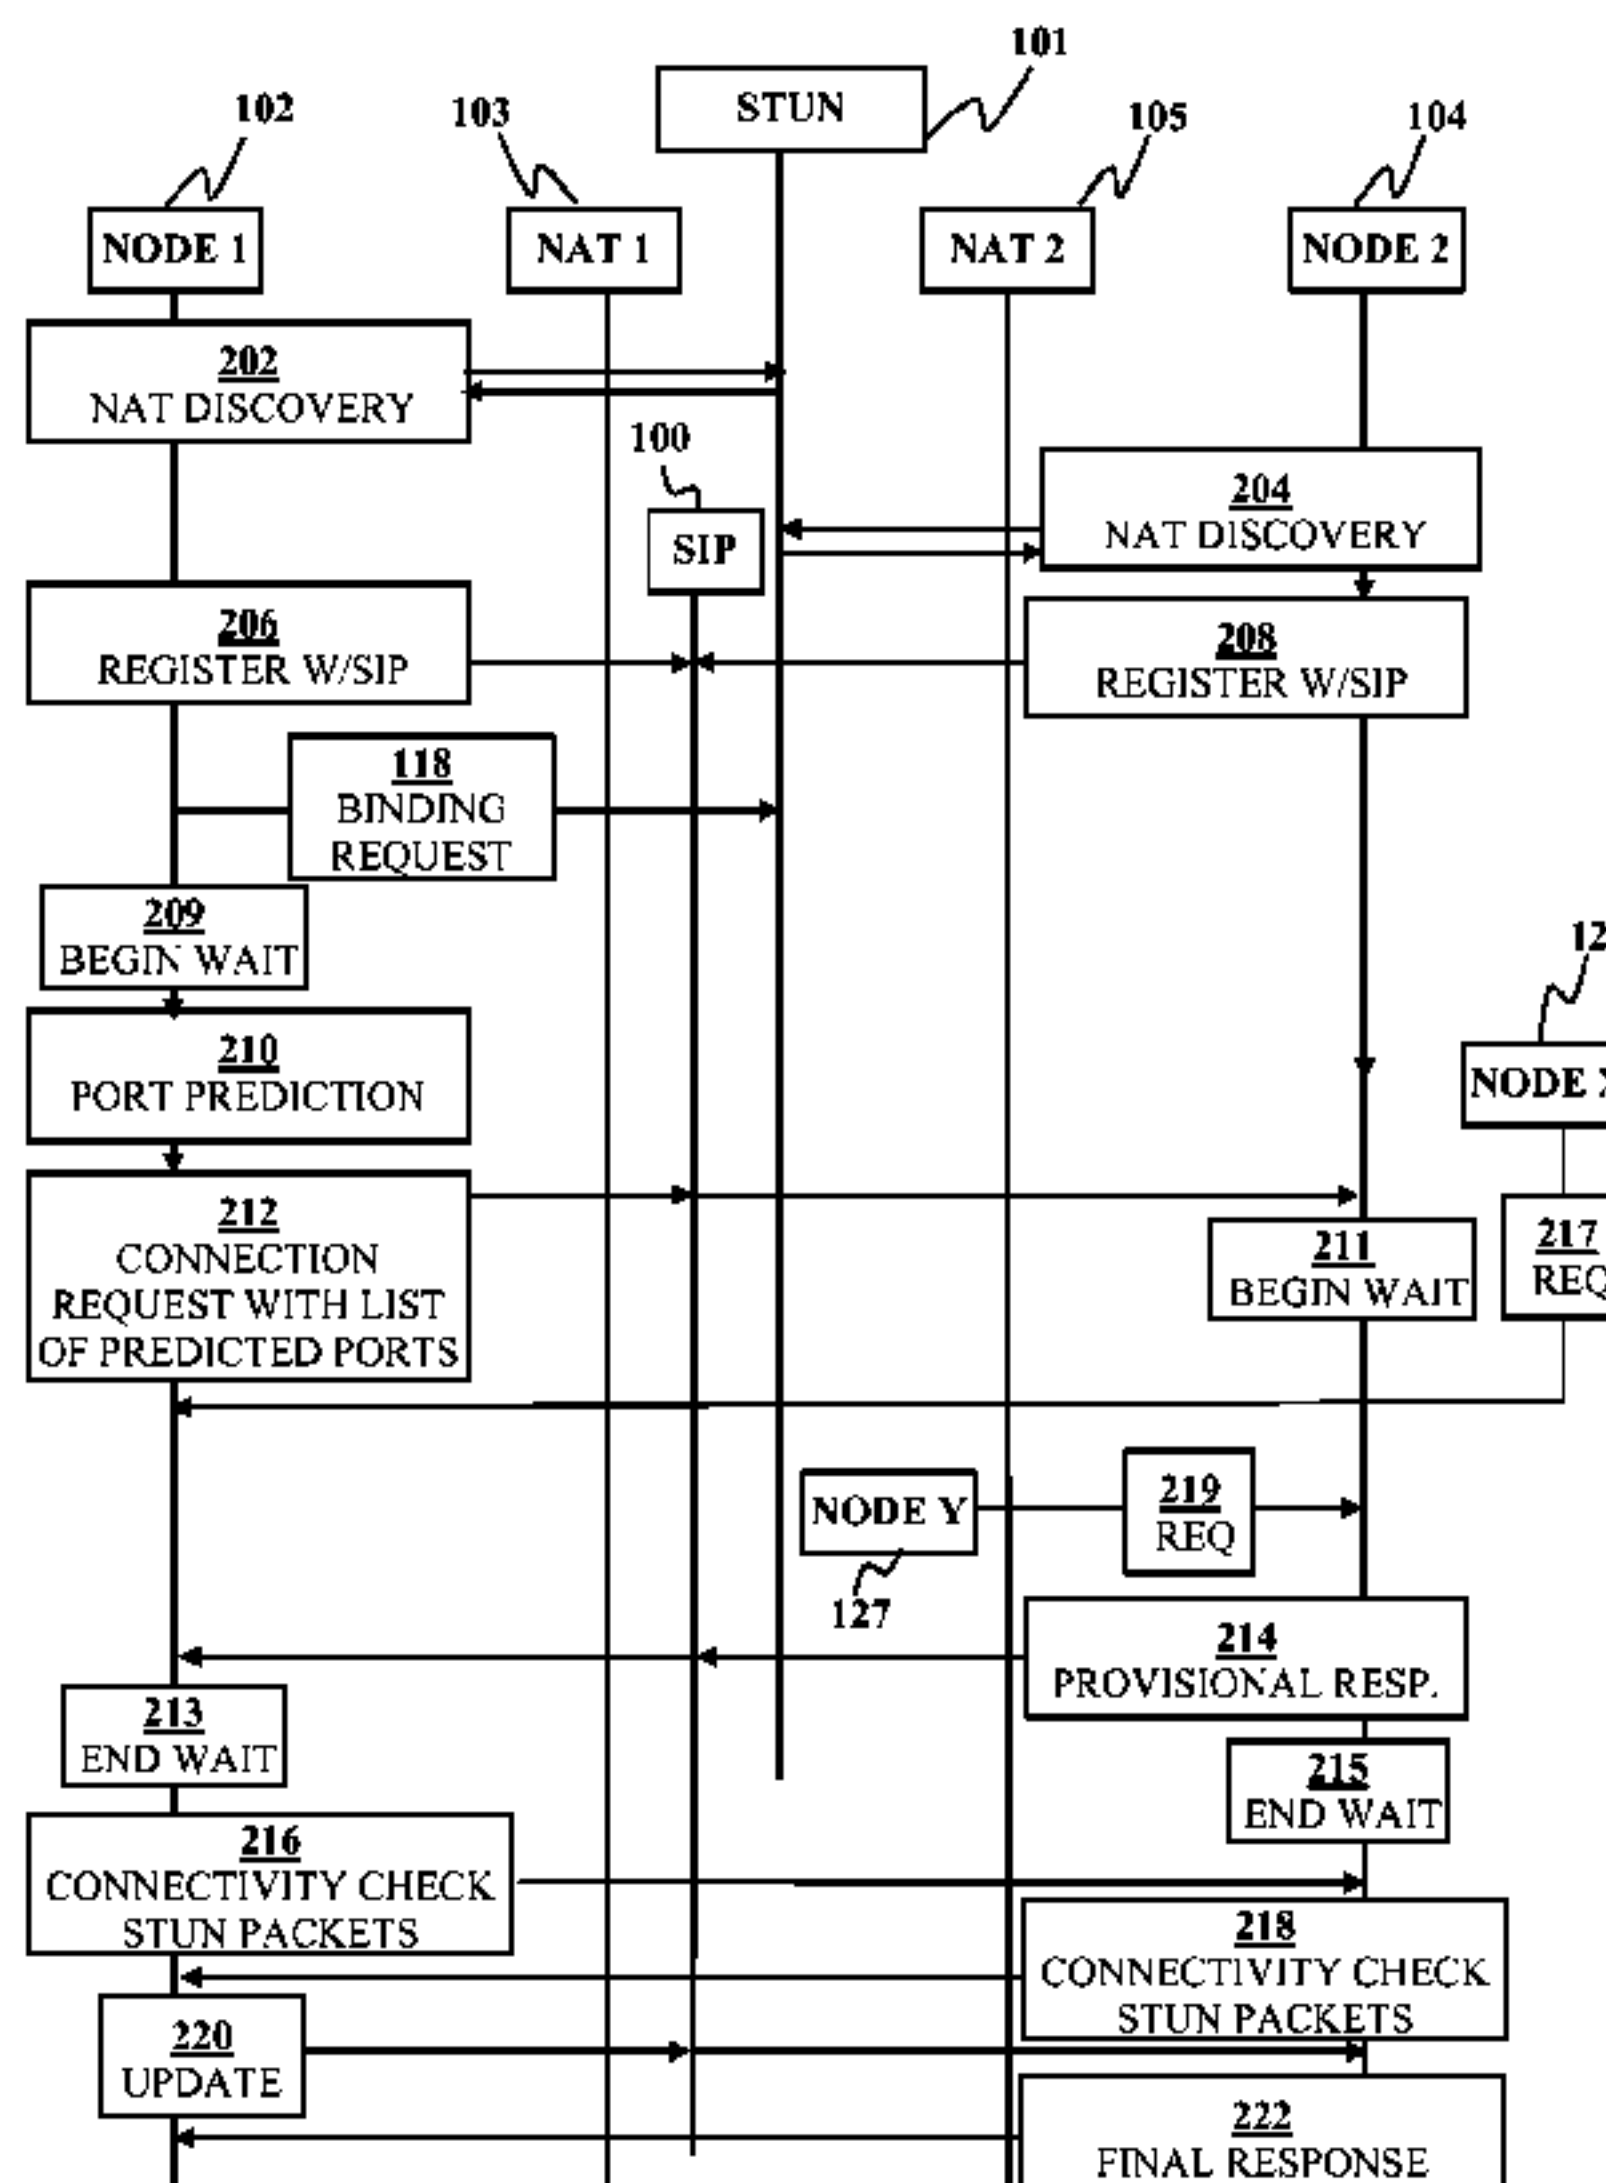 101
STUN
102
103
105
104
NODE 1
NAT 1
NAT 2
NODE 2
202
NAT DISCOVERY
100
SIP
204
NAT DISCOVERY
206
REGISTER W/SIP
208
REGISTER W/SIP
118
BINDING
REQUEST
209
BEGIN WAIT
12
210
PORT PREDICTION
NODE X
212
CONNECTION
REQUEST WITH LIST
OF PREDICTED PORTS
211
BEGIN WAIT
217
REQ
NODE Y
127
219
REQ
214
PROVISIONAL RESP.
213
END WAIT
215
END WAIT
216
CONNECTIVITY CHECK
STUN PACKETS
218
CONNECTIVITY CHECK
STUN PACKETS
220
UPDATE
222
FINAL RESPONSE